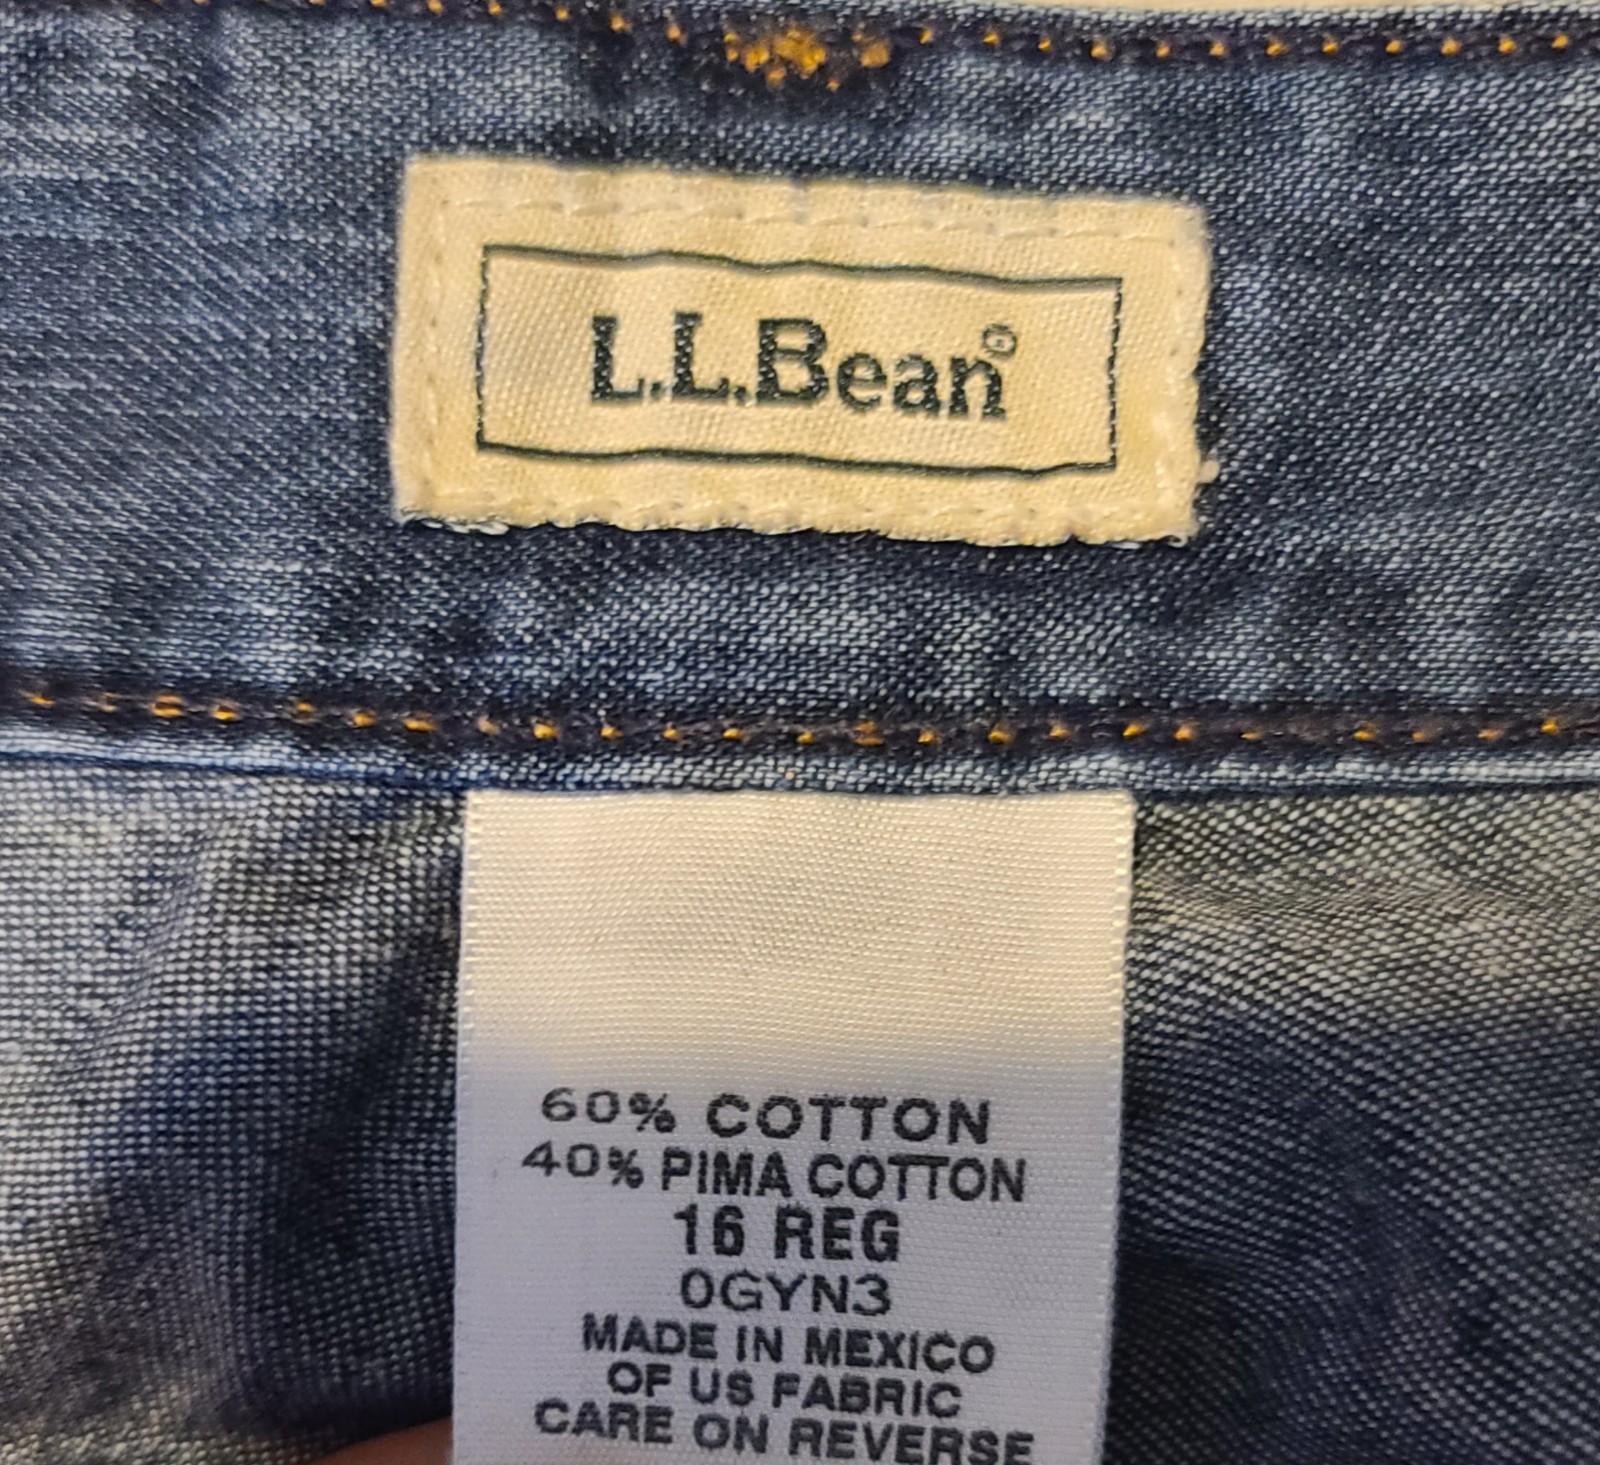 L.L.Bean®
60% COTTON
40% PIMA COTTON
16 REG
0GYN3
MADE IN MEXICO
OF US FABRIC
CARE ON REVERSE